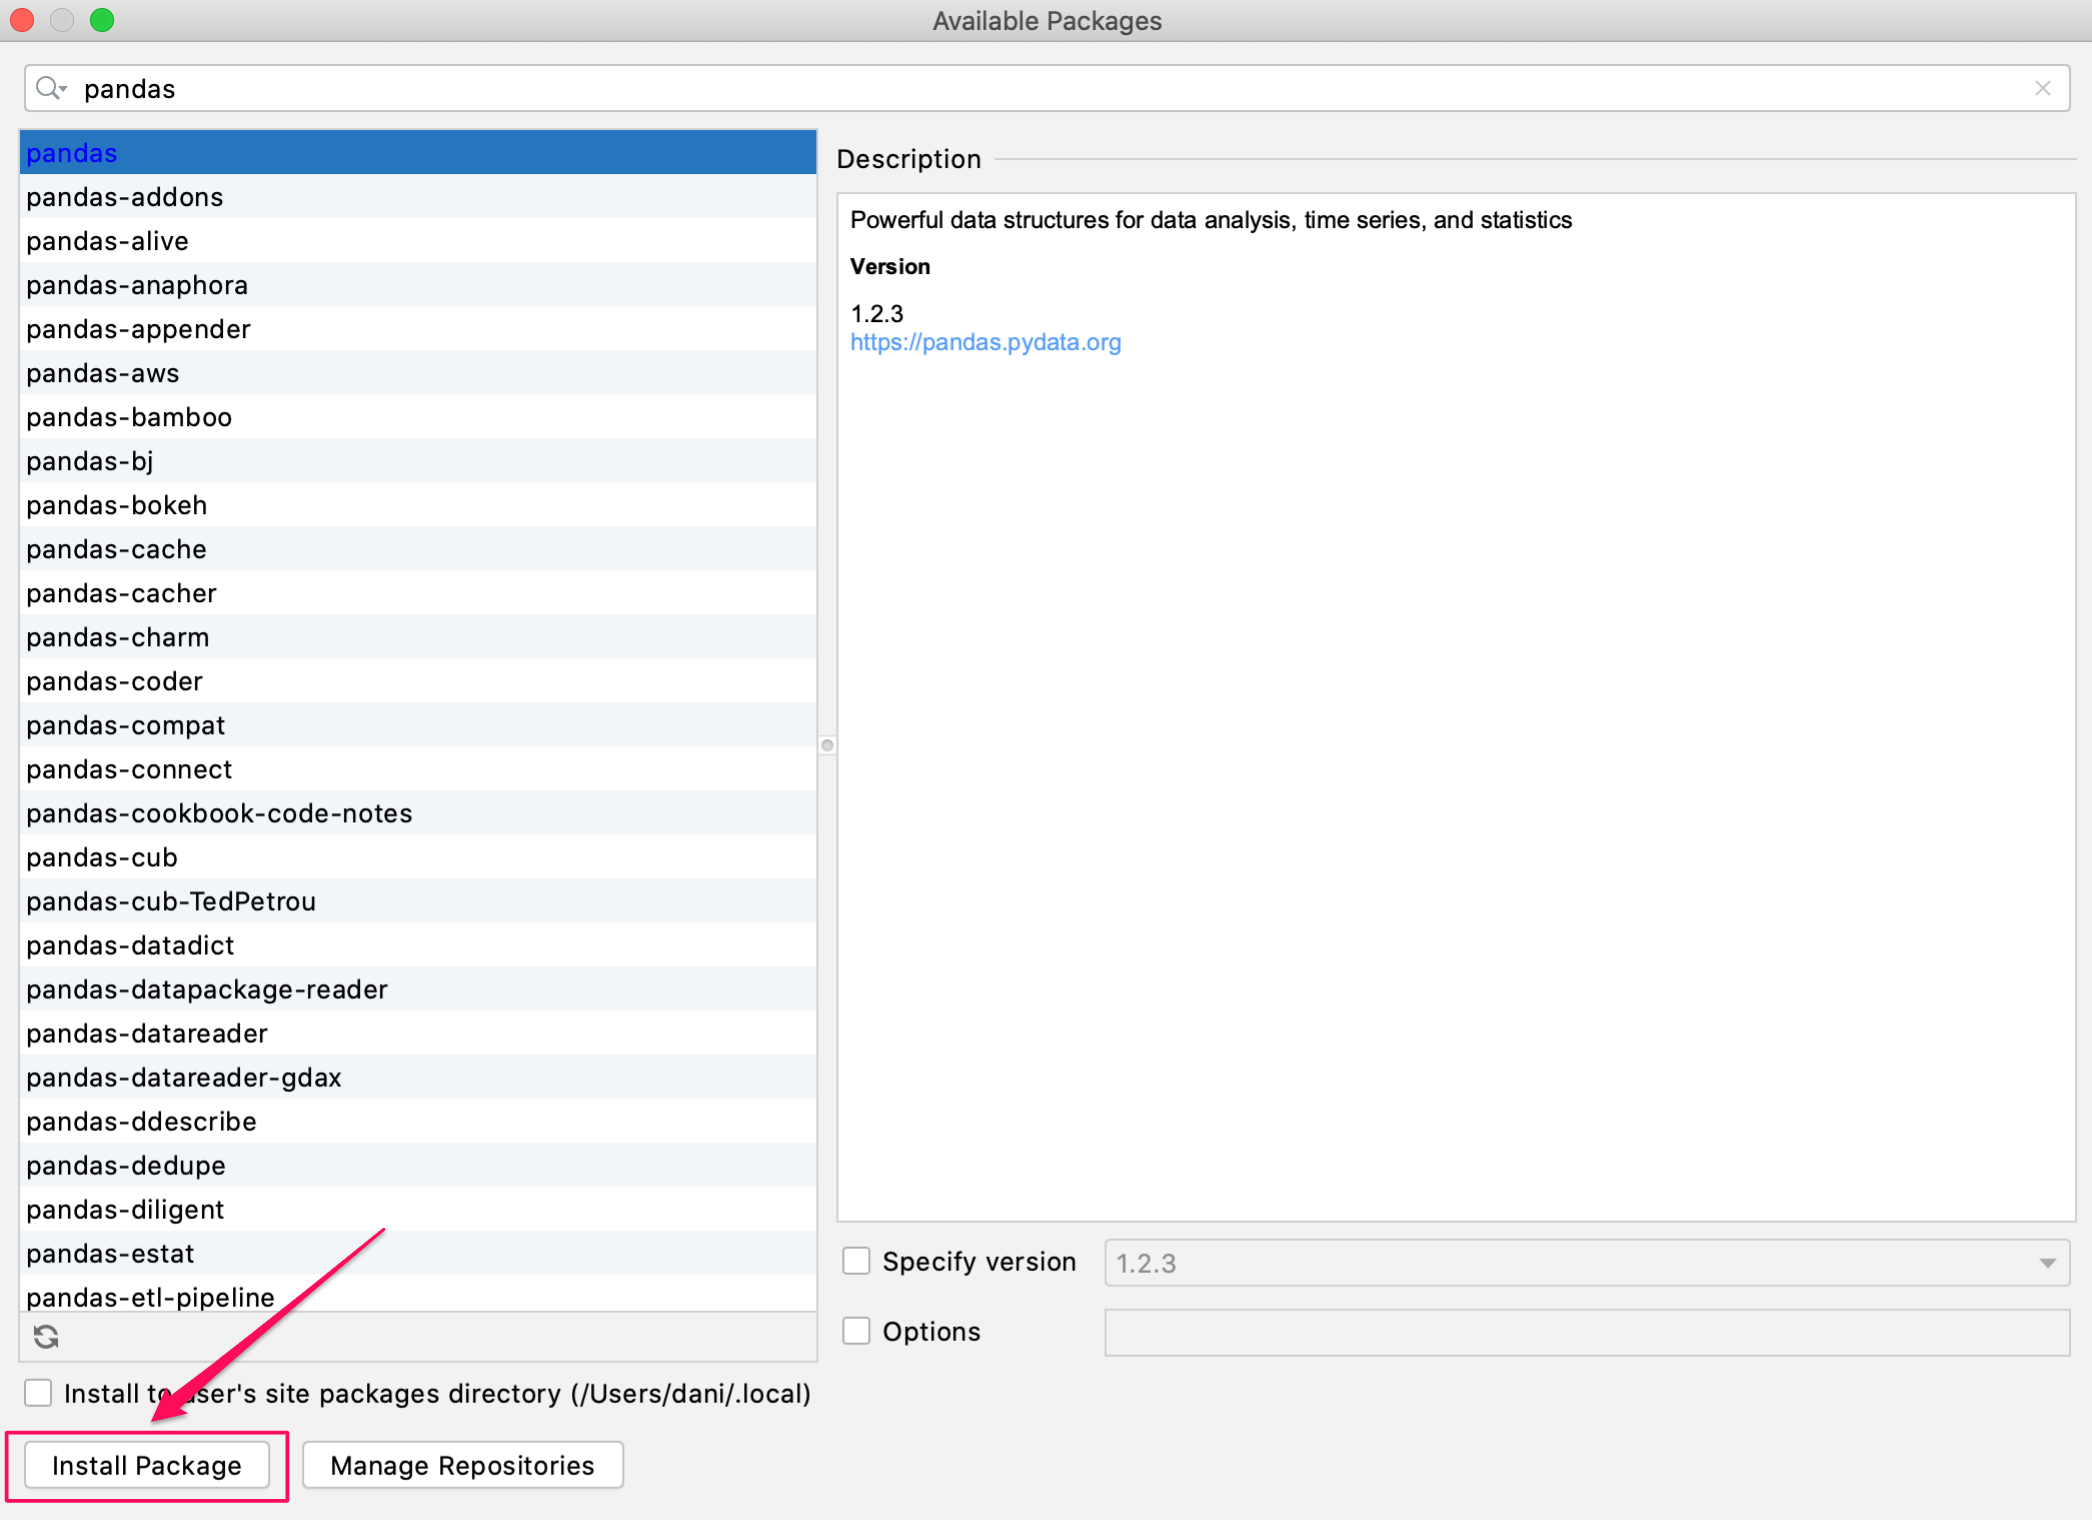 Available Packages
pandas
pandas
pandas-addons
pandas-alive
pandas-anaphora
pandas-appender
pandas-aws
pandas-bamboo
pandas-bj
pandas-bokeh
pandas-cache
pandas-cacher
pandas-charm
pandas-coder
pandas-compat
pandas-connect
pandas-cookbook-code-notes
pandas-cub
pandas-cub-TedPetrou
pandas-datadict
pandas-datapackage-reader
pandas-datareader
pandas-datareader-gdax
pandas-ddescribe
pandas-dedupe
pandas-diligent
pandas-estat
pandas-etl-pipeline
Description
Powerful data structures for data analysis, time series, and statistics
Version
1.2.3
https://pandas.pydata.org
Specify version 1.2.3
Options
Install to user's site packages directory (/Users/dani/.local)
Install Package Manage Repositories